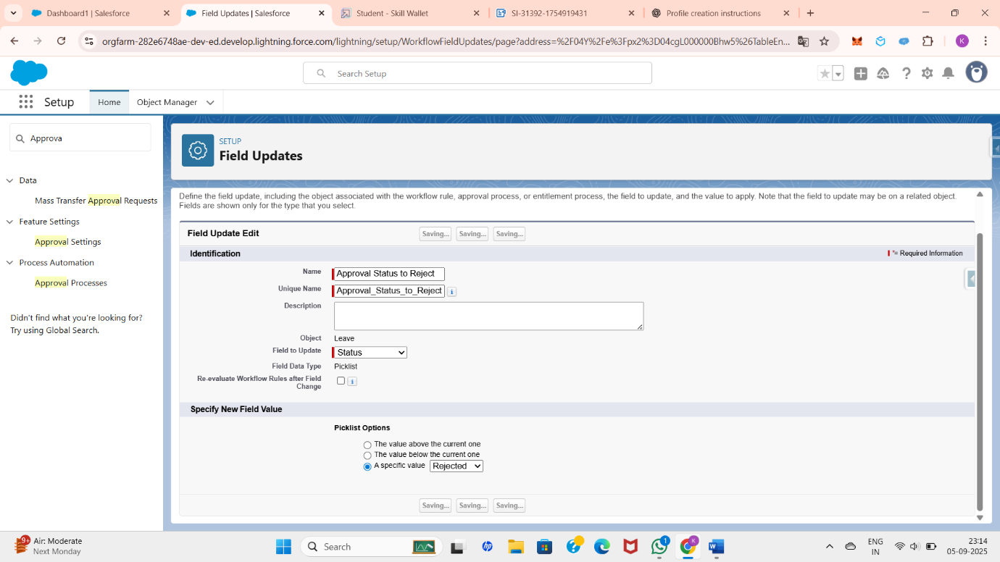 Dashboard1 | Salesforce
Field Updates | Salesforce
Student - Skill Wallet
SI-31392-1754919431
Profile creation instructions
orgfarm-282e6748ae-dev-ed.develop.lightning.force.com/lightning/setup/WorkflowFieldUpdates/page?address=%2F04Y%2Fe%3Fpx2%3D04cgL000000Bhw5%26TableEn...
K
Search Setup
Setup
Home
Object Manager
Approva
Data
Mass Transfer Approval Requests
Feature Settings
Approval Settings
Process Automation
Approval Processes
Didn't find what you're looking for?
Try using Global Search.
SETUP
Field Updates
Define the field update, including the object associated with the workflow rule, approval process, or entitlement process, the field to update, and the value to apply. Note that the field to update may be on a related object.
Fields are shown only for the type that you select.
Field Update Edit Saving... Saving... Saving...
Identification = Required Information
Name Approval Status to Reject
Unique Name Approval_Status_to_Reject i
Description
Object Leave
Field to Update Status
Field Data Type Picklist
Re-evaluate Workflow Rules after Field
Change i
Specify New Field Value
Picklist Options
The value above the current one
The value below the current one
A specific value Rejected
Saving... Saving... Saving...
9+ Air: Moderate
Next Monday
Search
hp
1
K
W
ENG
IN
23:14
05-09-2025